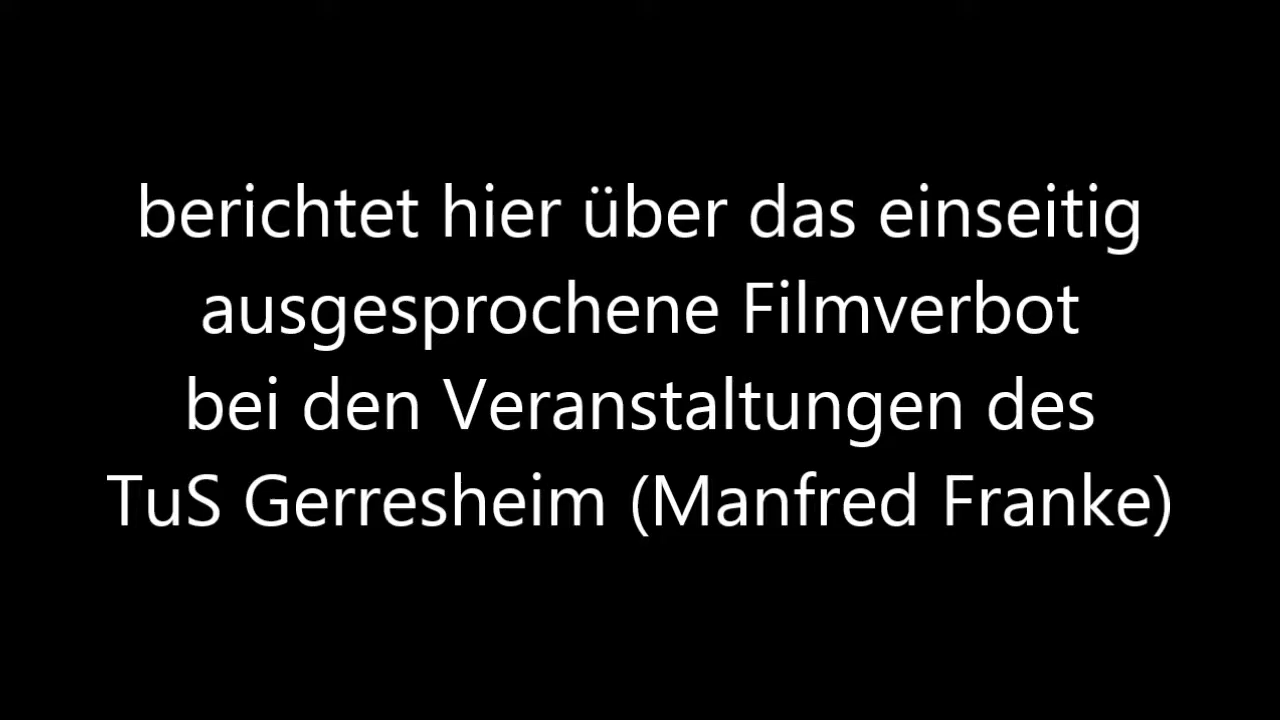 berichtet hier über das einseitig
ausgesprochene Filmverbot
bei den Veranstaltungen des
TuS Gerresheim (Manfred Franke)